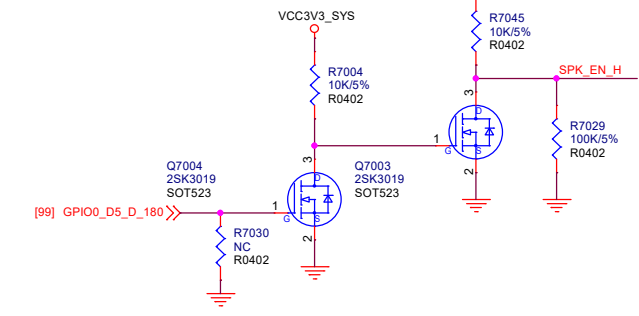 R7045
10K/5%
R0402
VCC3V3_SYS
SPK_EN_H
R7004
10K/5%
R0402
3
D
1
G
S
2
R7029
100K/5%
R0402
Q7004
2SK3019
SOT523
Q7003
2SK3019
SOT523
3
D
[99] GPIO0_D5_D_180
1
G
S
2
R7030
NC
R0402